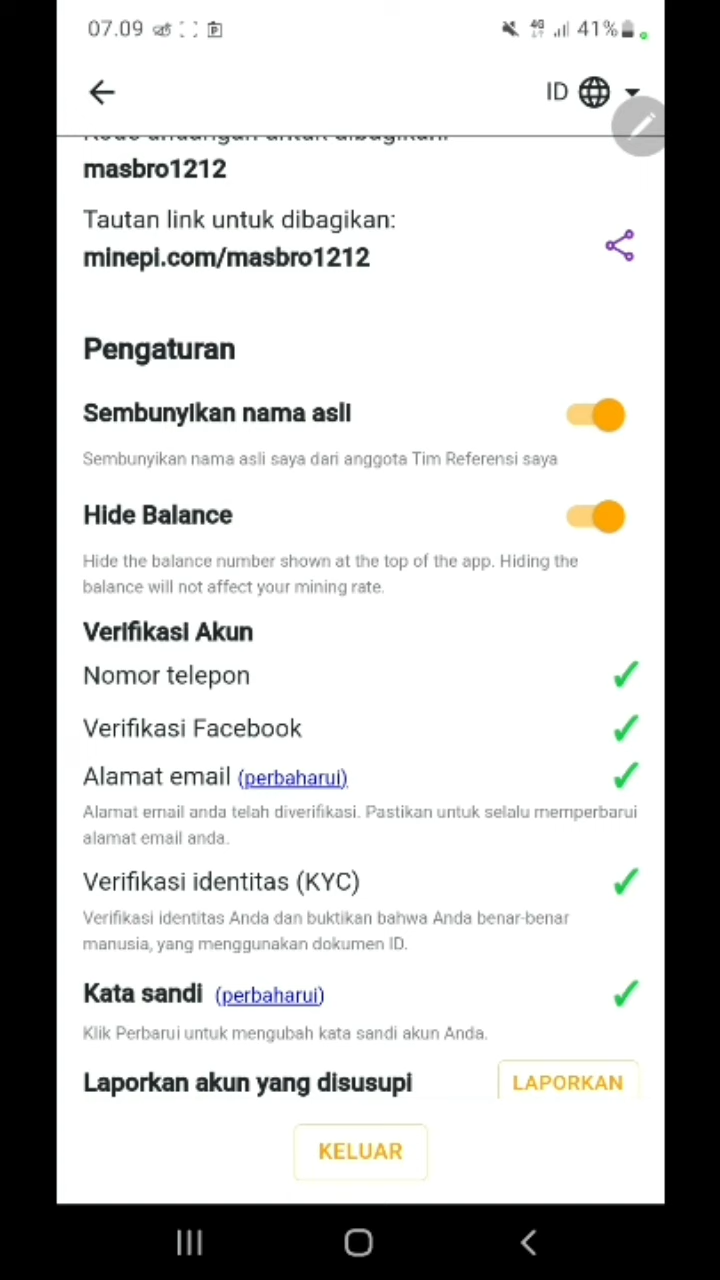 07.09
4G
41%
ID
masbro1212
Tautan link untuk dibagikan:
minepi.com/masbro1212
Pengaturan
Sembunyikan nama asli
Sembunyikan nama asli saya dari anggota Tim Referensi saya
Hide Balance
Hide the balance number shown at the top of the app. Hiding the
balance will not affect your mining rate.
Verifikasi Akun
Nomor telepon
Verifikasi Facebook
Alamat email (perbaharui)
Alamat email anda telah diverifikasi. Pastikan untuk selalu memperbarui
alamat email anda.
Verifikasi identitas (KYC)
Verifikasi identitas Anda dan buktikan bahwa Anda benar-benar
manusia, yang menggunakan dokumen ID.
Kata sandi (perbaharui)
Klik Perbarui untuk mengubah kata sandi akun Anda.
Laporkan akun yang disusupi
LAPORKAN
KELUAR